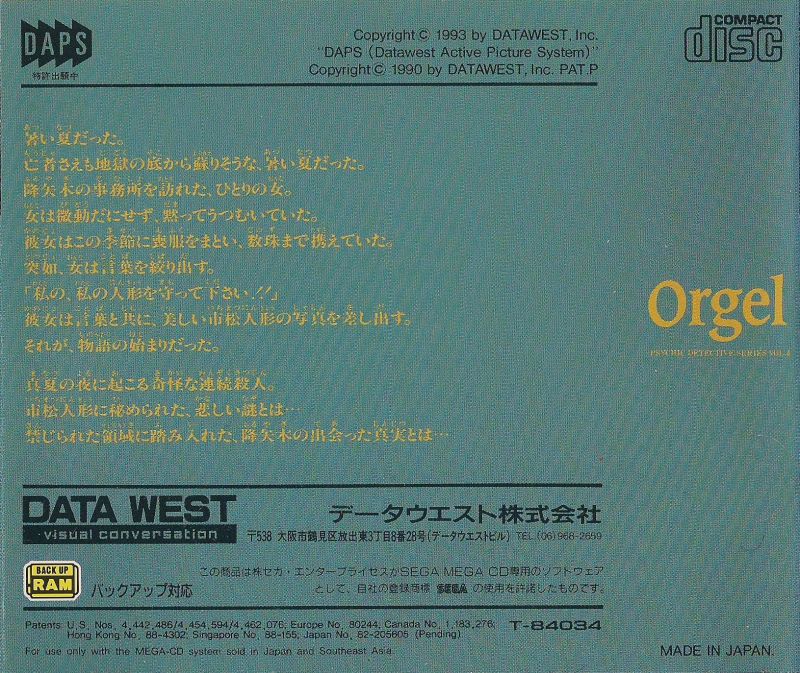 DAPS
特許出願中
Copyright © 1993 by DATAWEST, Inc.
"DAPS (Datawest Active Picture System)"
Copyright © 1990 by DATAWEST, Inc. PAT.P
COMPACT
disc
暑い夏だった。
亡者さえも地獄の底から蘇りそうな、暑い夏だった。
降矢木の事務所を訪れた、ひとりの女。
女は微動だにせず、黙ってうつむいていた。
彼女はこの季節に喪服をまとい、数珠まで携えていた。
突如、女は言葉を絞り出す。
「私の、私の人形を守って下さい!!」
彼女は言葉と共に、美しい市松人形の写真を差し出す。
それが、物語の始まりだった。
真夏の夜に起こる奇怪な連続殺人。
市松人形に秘められた、悲しい謎とは…
禁じられた領域に踏み入れた、降矢木の出会った真実とは…
Orgel
PSYCHIC DETECTIVE SERIES VOL.4
DATA WEST
visual conversation
データウエスト株式会社
〒538 大阪市鶴見区放出東3丁目8番28号(データウエストビル) TEL (06)968-2659
BACK UP
RAM
バックアップ対応
この商品は株セガ・エンタープライゼスがSEGA MEGA CD専用のソフトウェア
として、自社の登録商標 SEGA の使用を許諾したものです。
Patents: U.S. Nos. 4,442,486/4,454,594/4,462,076; Europe No. 80244; Canada No. 1,183,276;
Hong Kong No. 88-4302; Singapore No. 88-155; Japan No. 82-205605 (Pending)
T-84034
For use only with the MEGA-CD system sold in Japan and Southeast Asia.
MADE IN JAPAN.